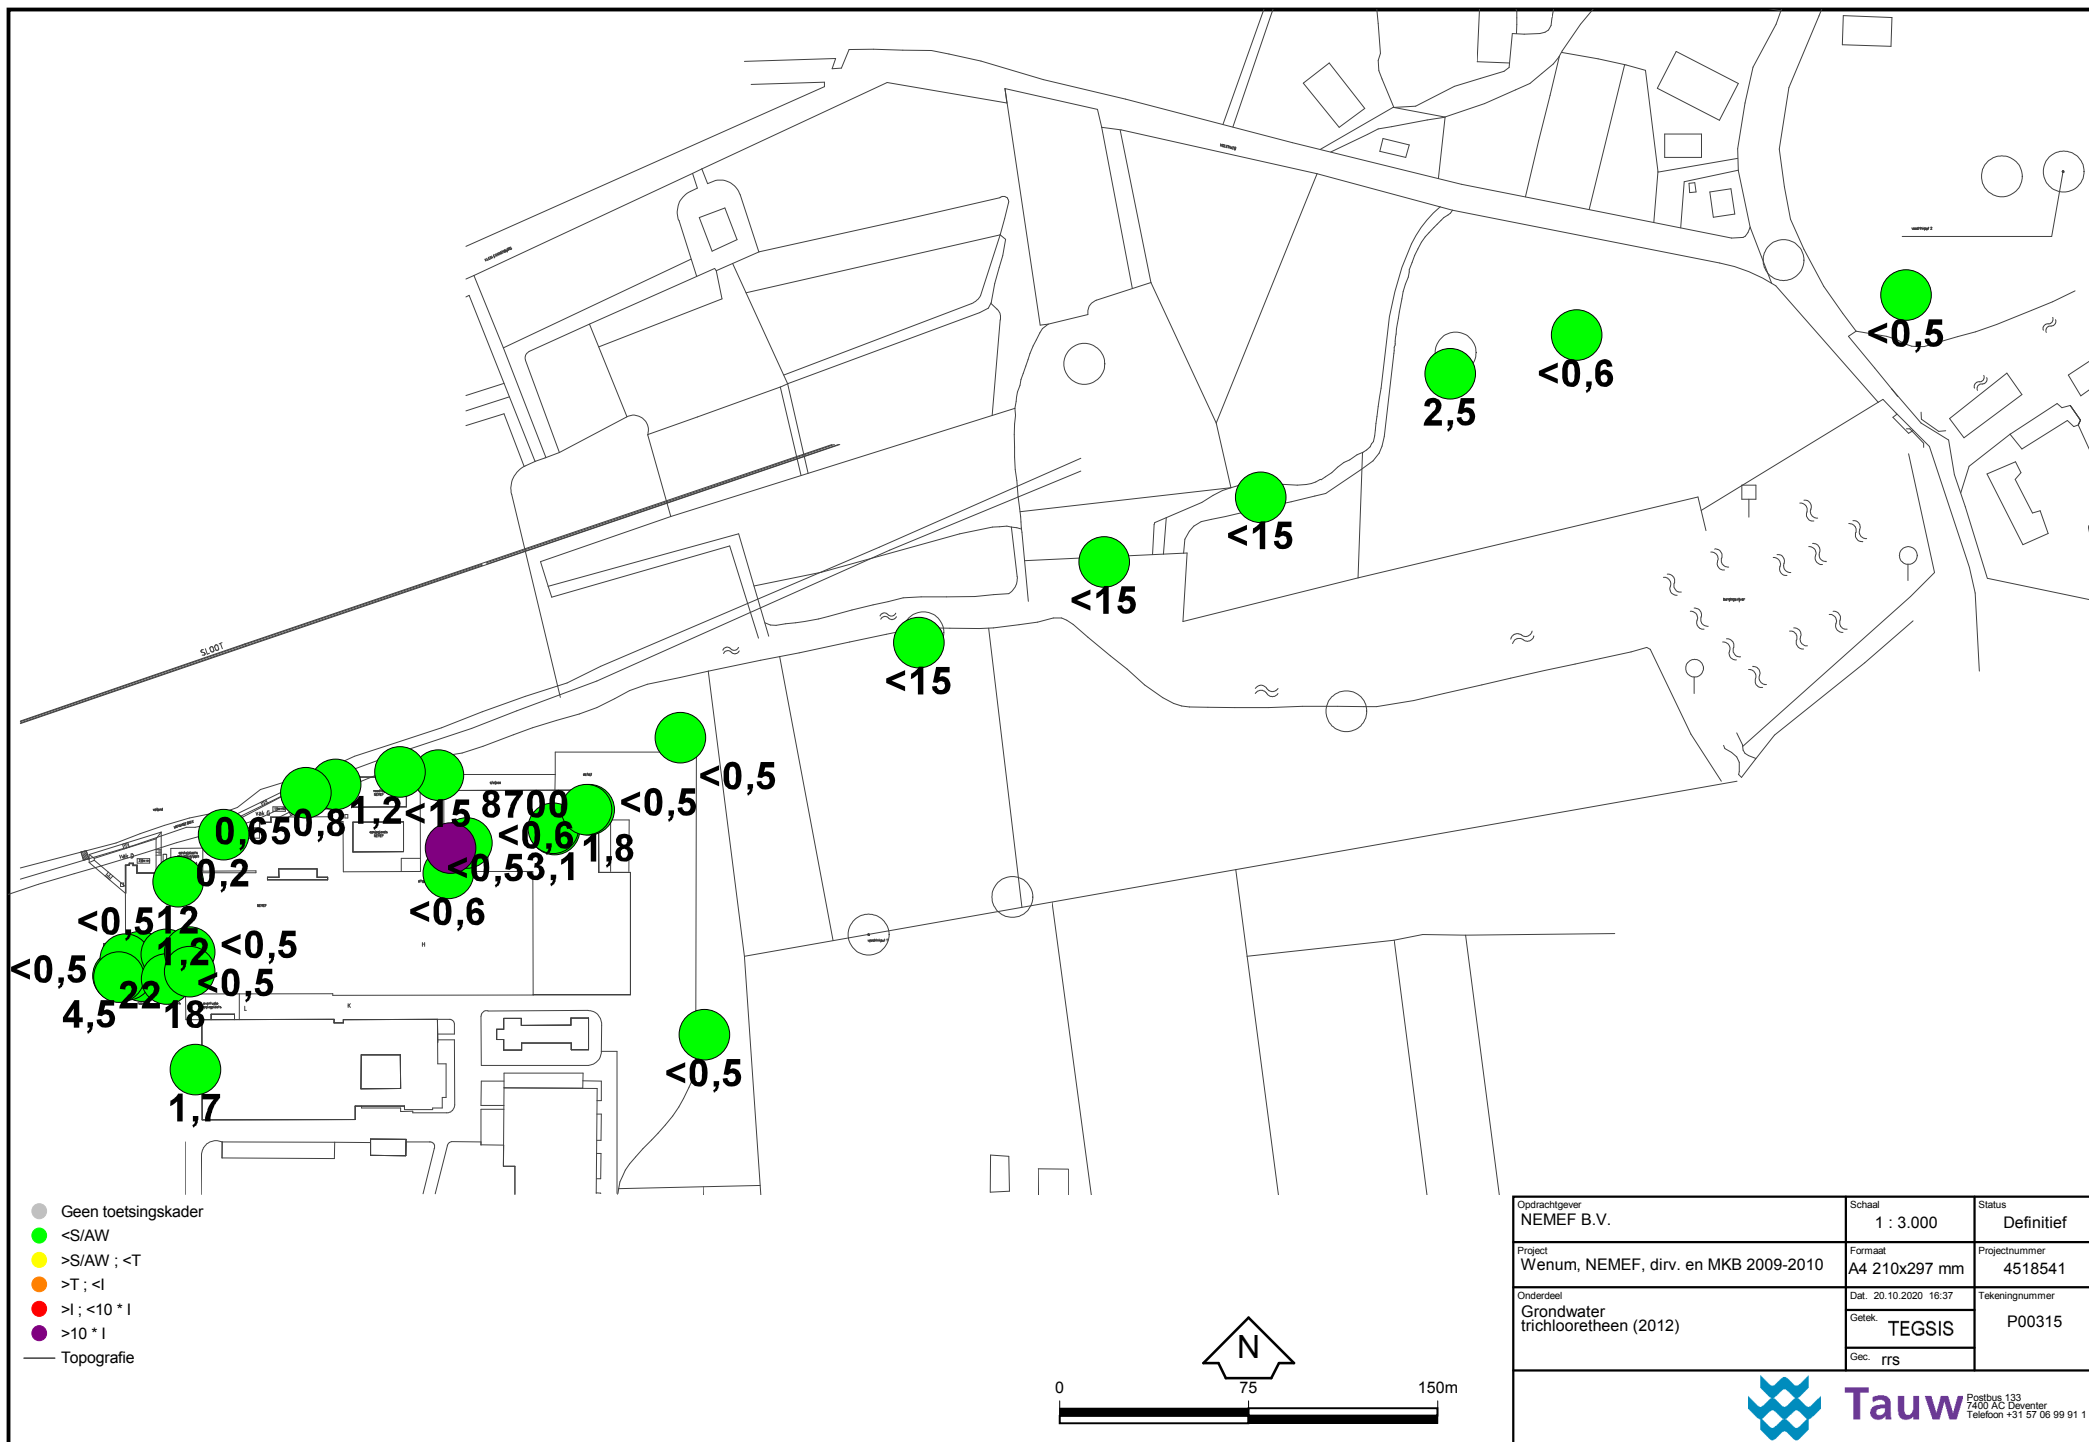 <0,5
<0,6
2,5
<15
<15
<15
SLOOT
<0,5
<0,5
8700
<15
1,2
0,8
0,65
<0,6
1,8
<0,5
3,1
0,2
<0,6
<0,5
12
1,2
<0,5
<0,5
<0,5
22
18
4,5
H
K
L
<0,5
1,7
Geen toetsingskader
<S/AW
>S/AW ; <T
>T ; <I
>I ; <10 * I
>10 * I
Topografie
N
0 75 150m
Opdrachtgever
NEMEF B.V.
Schaal
1 : 3.000
Status
Definitief
Project
Wenum, NEMEF, dirv. en MKB 2009-2010
Formaat
A4 210x297 mm
Projectnummer
4518541
Onderdeel
Grondwater
trichlooretheen (2012)
Dat. 20.10.2020 16:37
Getek. TEGSIS
Gec. rrs
Tekeningnummer
P00315
Tauw
Postbus 133
7400 AC Deventer
Telefoon +31 57 06 99 91 1